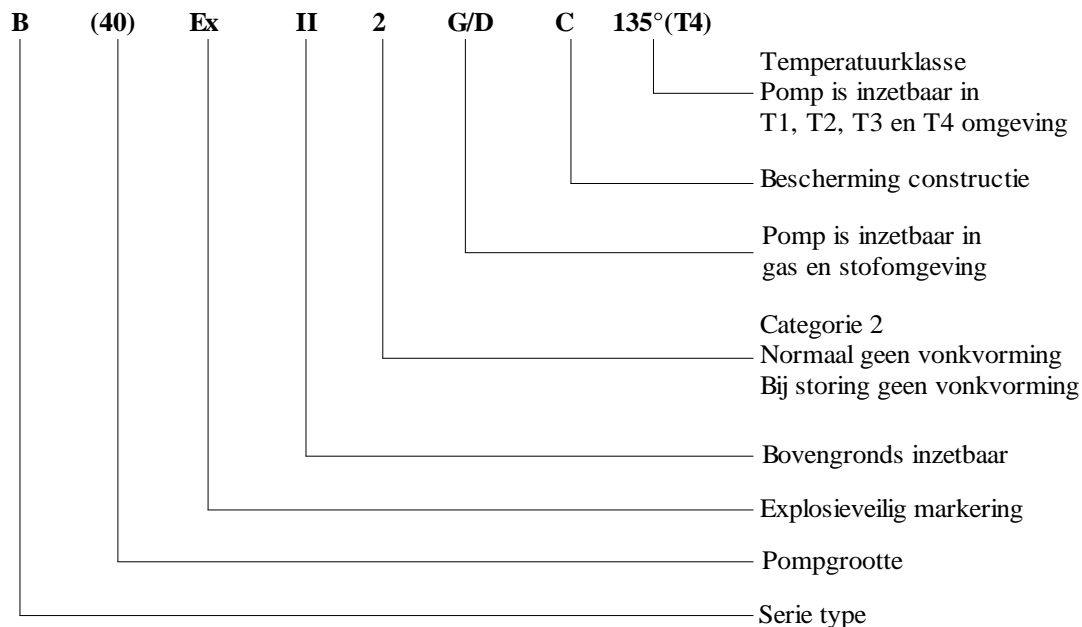 B (40) Ex II 2 G/D C 135°(T4)
Temperatuurklasse
Pomp is inzetbaar in
T1, T2, T3 en T4 omgeving
Bescherming constructie
Pomp is inzetbaar in
gas en stofomgeving
Categorie 2
Normaal geen vonkvorming
Bij storing geen vonkvorming
Bovengronds inzetbaar
Explosieveilig markering
Pompgrootte
Serie type